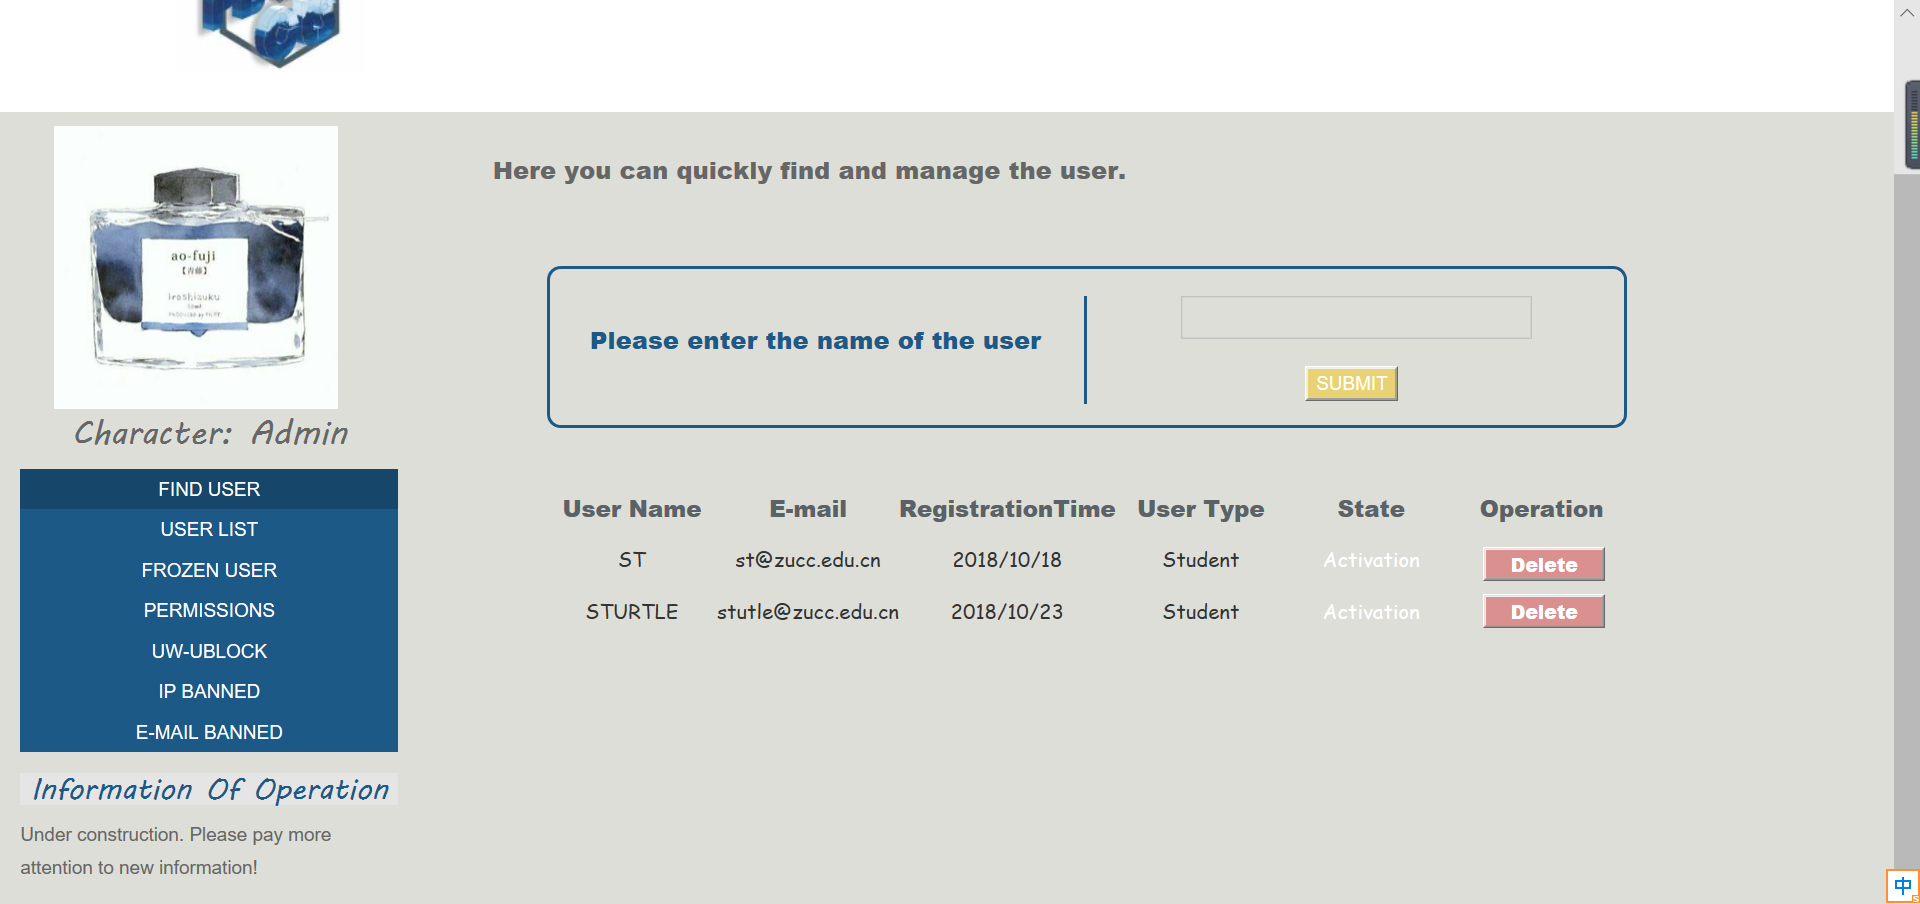 ao-fuji
【青藤】
iroshizuku
Here you can quickly find and manage the user.
Please enter the name of the user
SUBMIT
Character: Admin
FIND USER
USER LIST
FROZEN USER
PERMISSIONS
UW-UBLOCK
IP BANNED
E-MAIL BANNED
Information Of Operation
Under construction. Please pay more
attention to new information!
User Name E-mail RegistrationTime User Type State Operation
ST st@zucc.edu.cn 2018/10/18 Student Activation Delete
STURTLE stutle@zucc.edu.cn 2018/10/23 Student Activation Delete
中